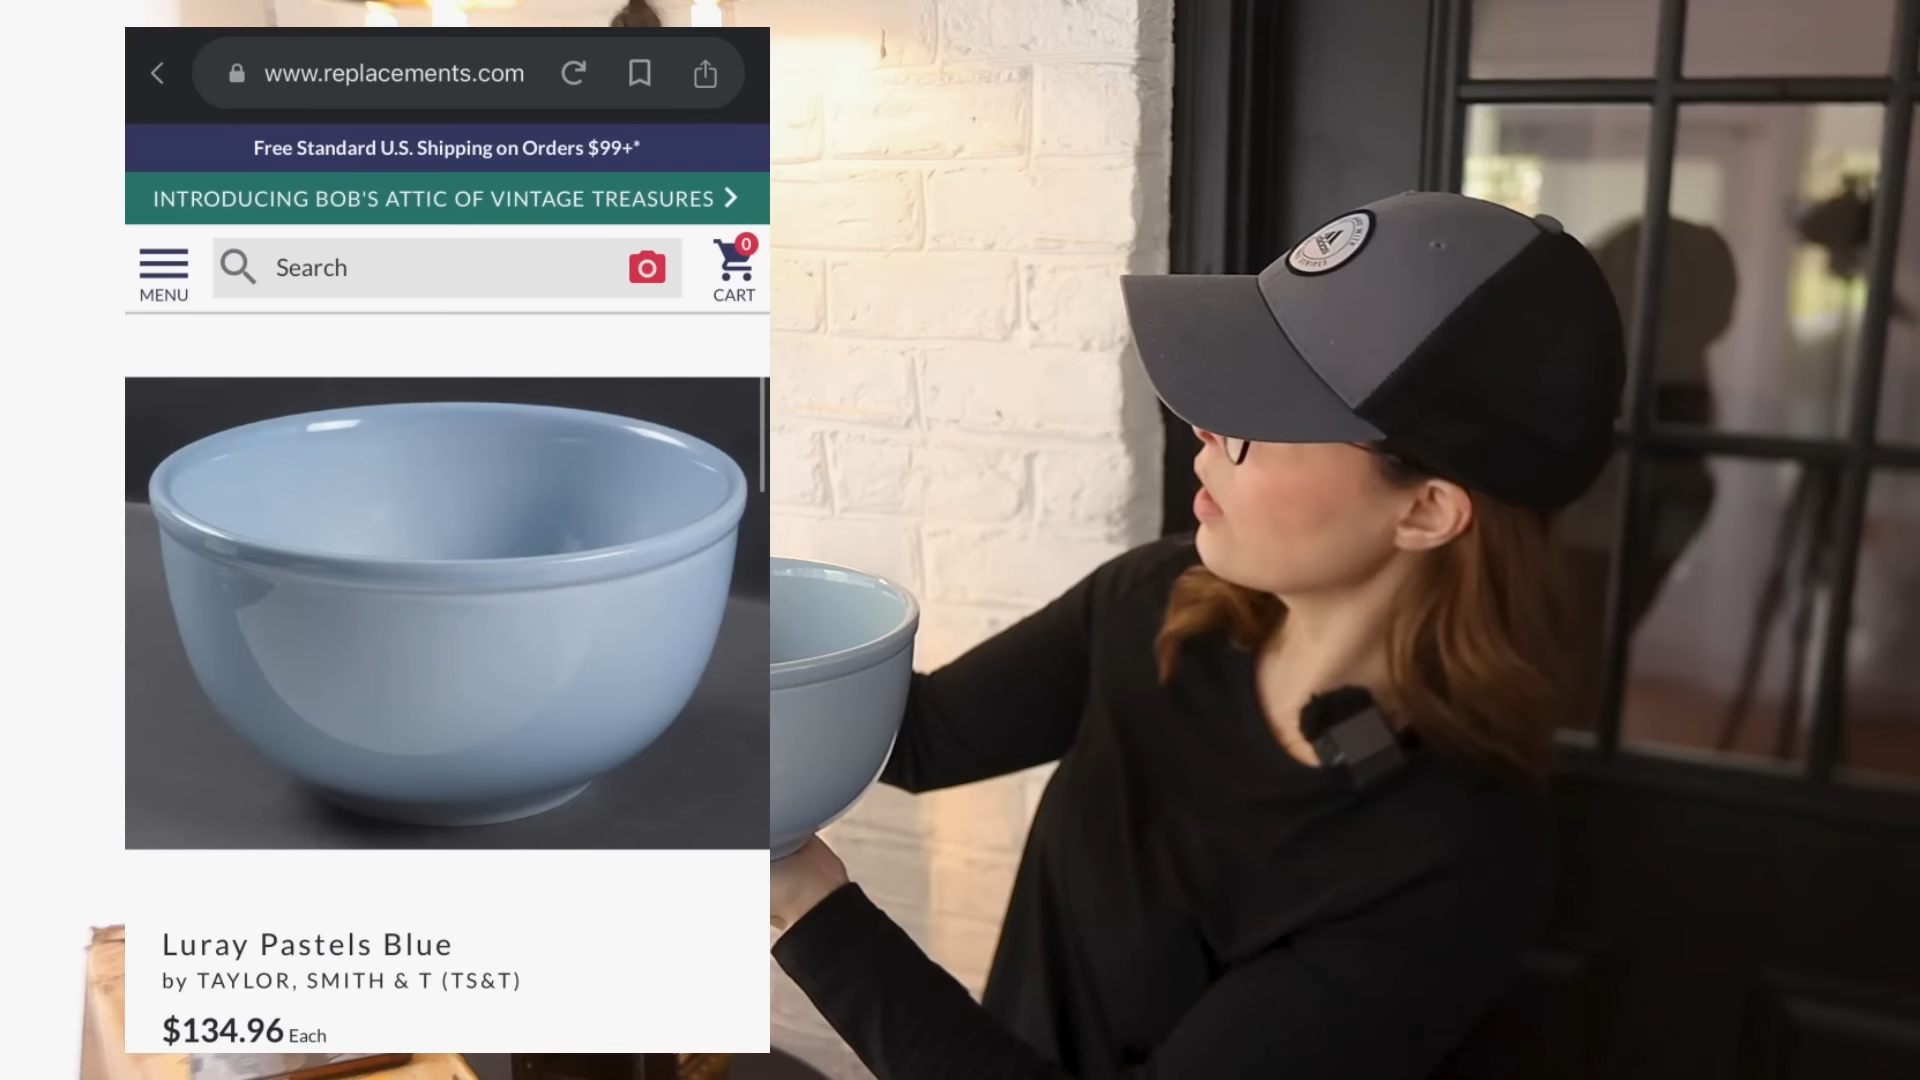 www.replacements.com
Free Standard U.S. Shipping on Orders $99+*
INTRODUCING BOB'S ATTIC OF VINTAGE TREASURES
MENU
Search
0
CART
Luray Pastels Blue
by TAYLOR, SMITH & T (TS&T)
$134.96 Each